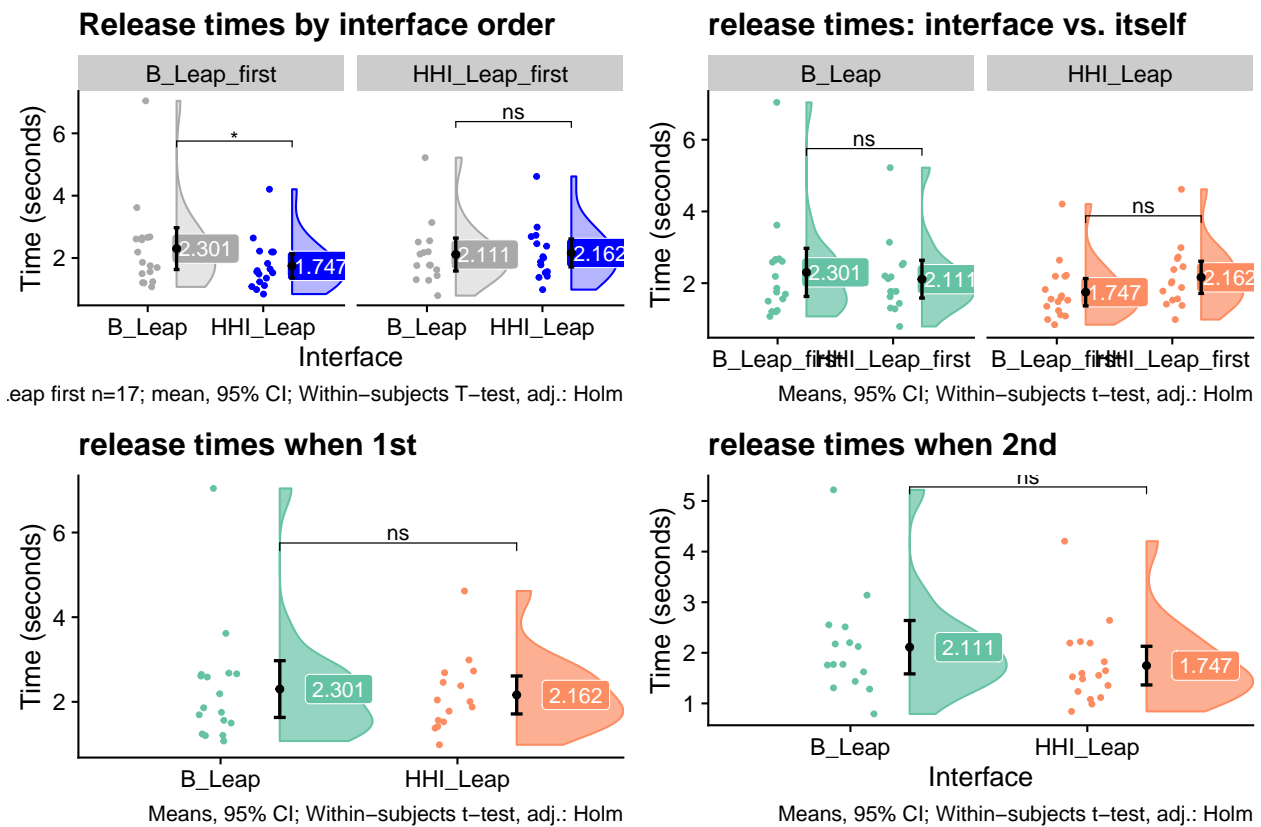 Release times by interface order
B_Leap_first
HHI_Leap_first
Time (seconds)
6
4
2
*
ns
2.301
1.747
2.111
2.162
B_Leap
HHI_Leap
B_Leap
HHI_Leap
Interface
eap first n=17; mean, 95% CI; Within−subjects T−test, adj.: Holm
release times: interface vs. itself
B_Leap
HHI_Leap
Time (seconds)
6
4
2
ns
ns
2.301
2.111
1.747
2.162
B_Leap_first
HHI_Leap_first
B_Leap_first
HHI_Leap_first
Means, 95% CI; Within−subjects t−test, adj.: Holm
release times when 1st
Time (seconds)
6
4
2
ns
2.301
2.162
B_Leap
HHI_Leap
Means, 95% CI; Within−subjects t−test, adj.: Holm
release times when 2nd
Time (seconds)
5
4
3
2
1
ns
2.111
1.747
B_Leap
HHI_Leap
Interface
Means, 95% CI; Within−subjects t−test, adj.: Holm